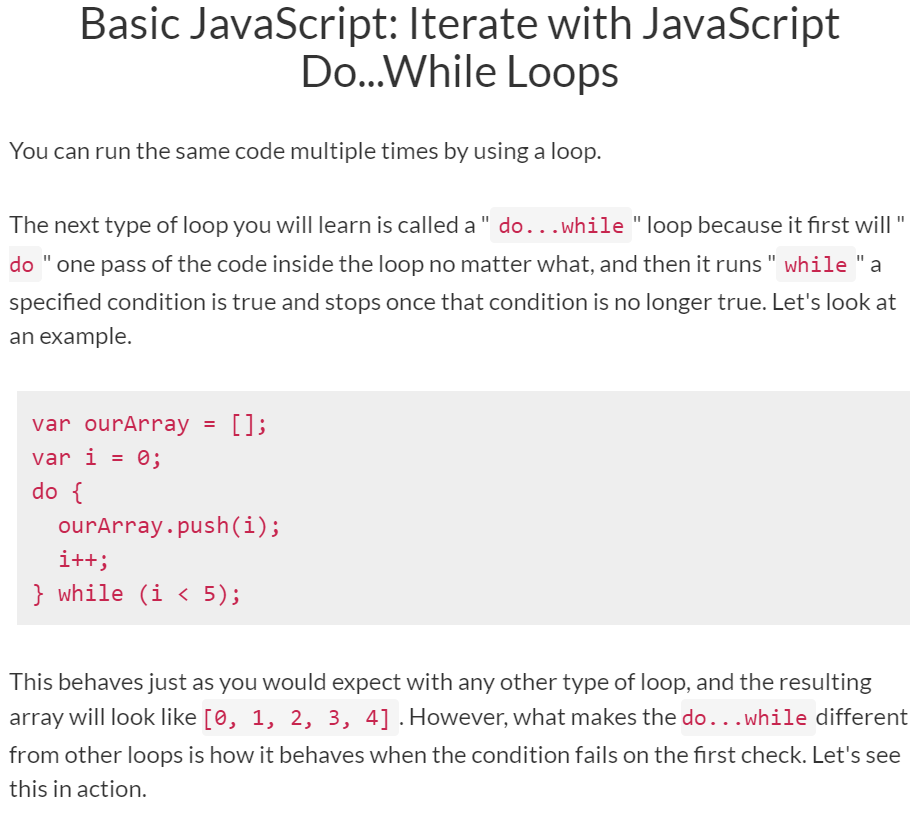 Basic JavaScript: Iterate with JavaScript
Do...While Loops
You can run the same code multiple times by using a loop.
The next type of loop you will learn is called a " do...while " loop because it first will "
do " one pass of the code inside the loop no matter what, and then it runs " while " a
specified condition is true and stops once that condition is no longer true. Let's look at
an example.
var ourArray = [];
var i = 0;
do {
  ourArray.push(i);
  i++;
} while (i < 5);
This behaves just as you would expect with any other type of loop, and the resulting
array will look like [0, 1, 2, 3, 4] . However, what makes the do...while different
from other loops is how it behaves when the condition fails on the first check. Let's see
this in action.